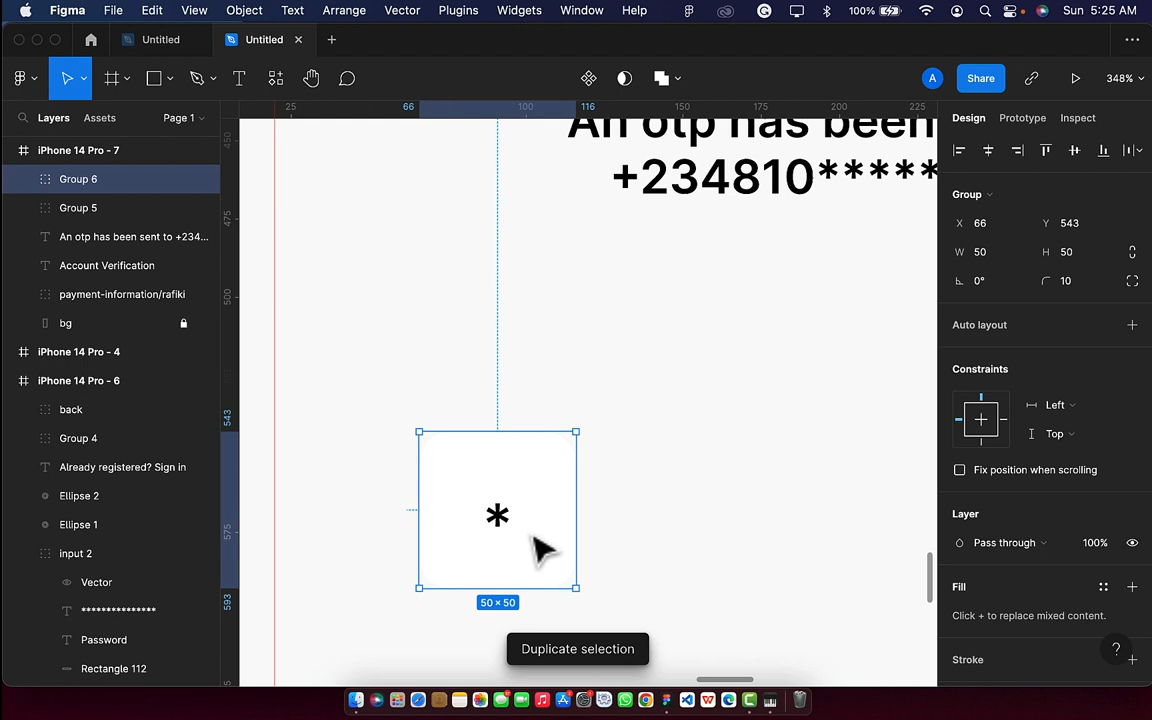 Figma File Edit View Object Text Arrange Vector Plugins Widgets Window Help 100% Sun 5:25 AM
Untitled Untitled
A Share 348%
Layers Assets Page 1
25 66 100 116 150 175 200 225
Design Prototype Inspect
iPhone 14 Pro - 7
Group 6
Group 5
An otp has been sent to +234...
Account Verification
payment-information/rafiki
bg
iPhone 14 Pro - 4
iPhone 14 Pro - 6
back
Group 4
Already registered? Sign in
Ellipse 2
Ellipse 1
input 2
Vector
***************
Password
Rectangle 112
450
475
500
543
575
593
An otp has been
+234810*****
*
50 × 50
Duplicate selection
Group
X 66 Y 543
W 50 H 50
0° 10
Auto layout
Constraints
Left
Top
Fix position when scrolling
Layer
Pass through 100%
Fill
Click + to replace mixed content.
?
Stroke